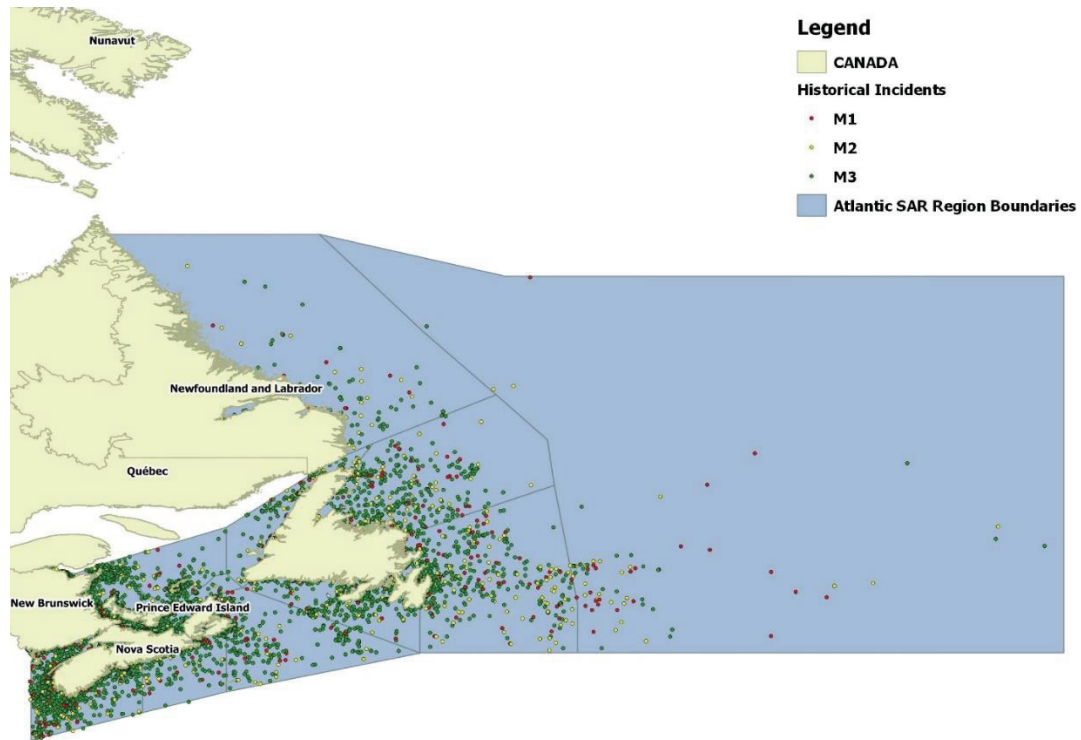 Nunavut
Legend
CANADA
Historical Incidents
M1
M2
M3
Atlantic SAR Region Boundaries
Newfoundland and Labrador
Québec
New Brunswick
Prince Edward Island
Nova Scotia